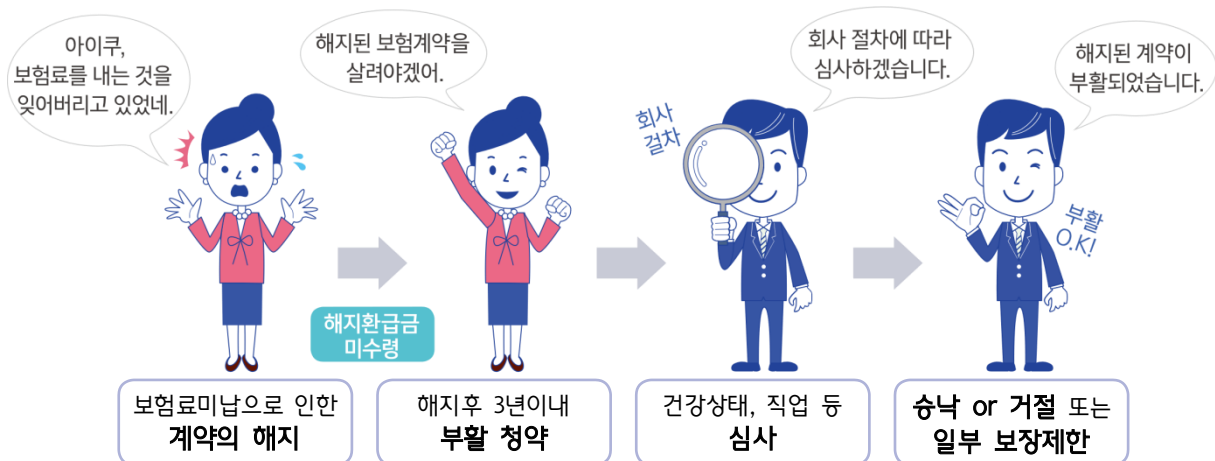 아이쿠,
보험료를 내는 것을
잊어버리고 있었네.
해지된 보험계약을
살려야겠어.
회사 절차에 따라
심사하겠습니다.
해지된 계약이
부활되었습니다.
회사
걸차
부활
O.K!
해지환급금
미수령
보험료미납으로 인한
계약의 해지
해지후 3년이내
부활 청약
건강상태, 직업 등
심사
승낙 or 거절 또는
일부 보장제한